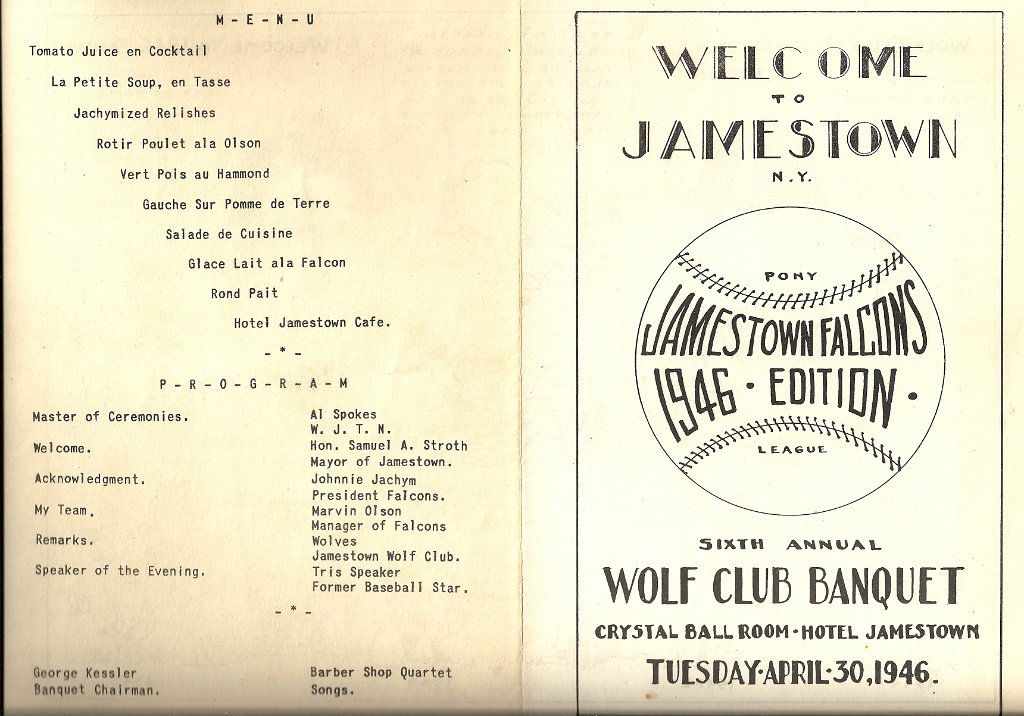 M - E - N - U
Tomato Juice en Cocktail
La Petite Soup, en Tasse
Jachymized Relishes
Rotir Poulet ala Olson
Vert Pois au Hammond
Gauche Sur Pomme de Terre
Salade de Cuisine
Glace Lait ala Falcon
Rond Pait
Hotel Jamestown Cafe.
- * -
P - R - O - G - R - A - M
Master of Ceremonies. Al Spokes
W. J. T. N.
Welcome. Hon. Samuel A. Stroth
Mayor of Jamestown.
Acknowledgment. Johnnie Jachym
President Falcons.
My Team. Marvin Olson
Manager of Falcons
Remarks. Wolves
Jamestown Wolf Club.
Speaker of the Evening. Tris Speaker
Former Baseball Star.
- * -
George Kessler Barber Shop Quartet
Banquet Chairman. Songs.
WELCOME
TO
JAMESTOWN
N.Y.
PONY
JAMESTOWN FALCONS
1946 · EDITION ·
LEAGUE
SIXTH ANNUAL
WOLF CLUB BANQUET
CRYSTAL BALL ROOM · HOTEL JAMESTOWN
TUESDAY · APRIL · 30, 1946.